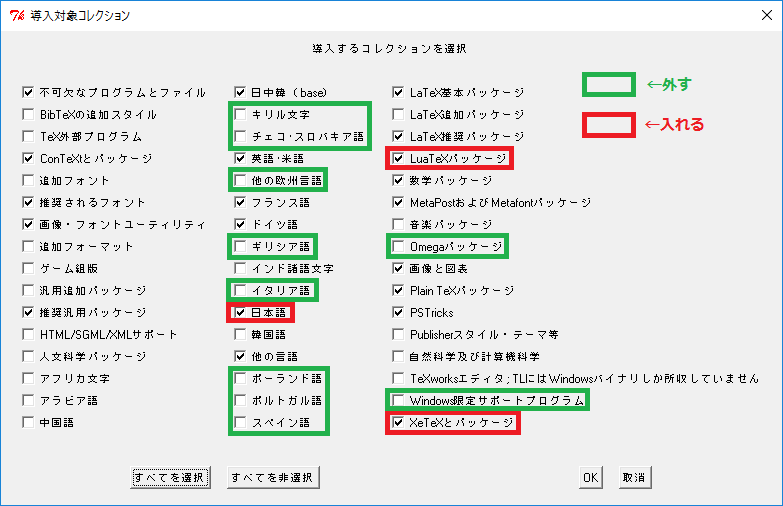 導入対象コレクション
導入するコレクションを選択
不可欠なプログラムとファイル
BibTeXの追加スタイル
TeX外部プログラム
ConTeXtとパッケージ
追加フォント
推奨されるフォント
画像・フォントユーティリティ
追加フォーマット
ゲーム組版
汎用追加パッケージ
推奨汎用パッケージ
HTML/SGML/XMLサポート
人文科学パッケージ
アフリカ文字
アラビア語
中国語
日中韓（base）
キリル文字
チェコ・スロバキア語
英語・米語
他の欧州言語
フランス語
ドイツ語
ギリシア語
インド諸語文字
イタリア語
日本語
韓国語
他の言語
ポーランド語
ポルトガル語
スペイン語
LaTeX基本パッケージ
LaTeX追加パッケージ
LaTeX推奨パッケージ
LuaTeXパッケージ
数学パッケージ
MetaPostおよびMetafontパッケージ
音楽パッケージ
Omegaパッケージ
画像と図表
Plain TeXパッケージ
PSTricks
Publisherスタイル・テーマ等
自然科学及び計算機科学
TeXworksエディタ；TLにはWindowsバイナリしか所収していません
Windows限定サポートプログラム
XeTeXとパッケージ
←外す
←入れる
すべてを選択
すべてを非選択
OK
取消